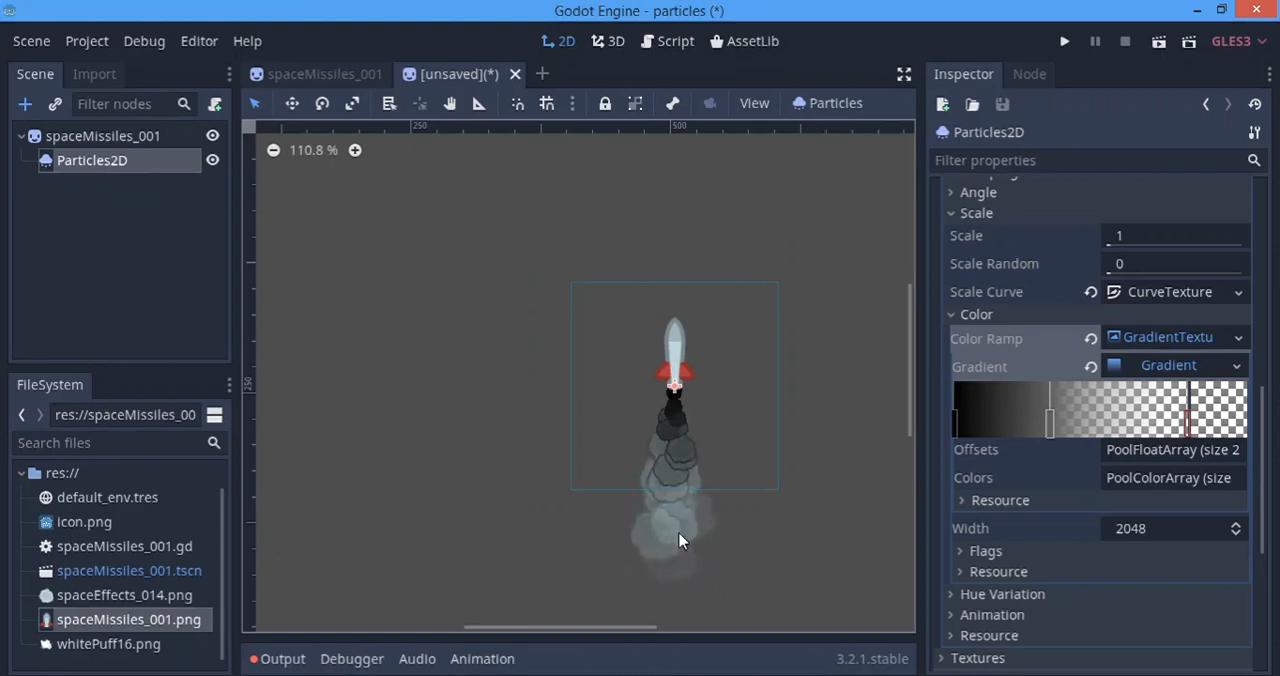 Godot Engine - particles (*)
Scene Project Debug Editor Help
2D 3D Script AssetLib
GLES3
Scene Import
Filter nodes
spaceMissiles_001
Particles2D
FileSystem
res://spaceMissiles_00
Search files
res://
default_env.tres
icon.png
spaceMissiles_001.gd
spaceMissiles_001.tscn
spaceEffects_014.png
spaceMissiles_001.png
whitePuff16.png
spaceMissiles_001 [unsaved](*)
View Particles
250 500
110.8 %
250
Output Debugger Audio Animation 3.2.1.stable
Inspector Node
Particles2D
Filter properties
Angle
Scale
Scale 1
Scale Random 0
Scale Curve CurveTexture
Color
Color Ramp GradientTextu
Gradient Gradient
Offsets PoolFloatArray (size 2
Colors PoolColorArray (size
Resource
Width 2048
Flags
Resource
Hue Variation
Animation
Resource
Textures